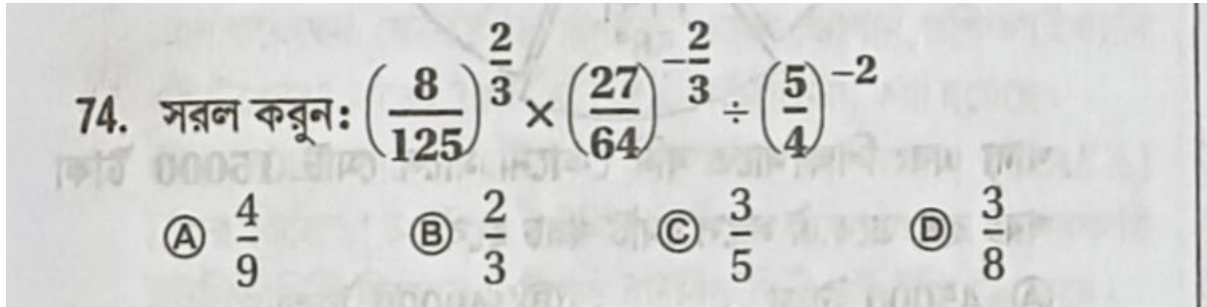 74. সরল করুন: (8/125)^(2/3) × (27/64)^(-2/3) ÷ (5/4)^(-2)
Ⓐ 4/9 Ⓑ 2/3 Ⓒ 3/5 Ⓓ 3/8